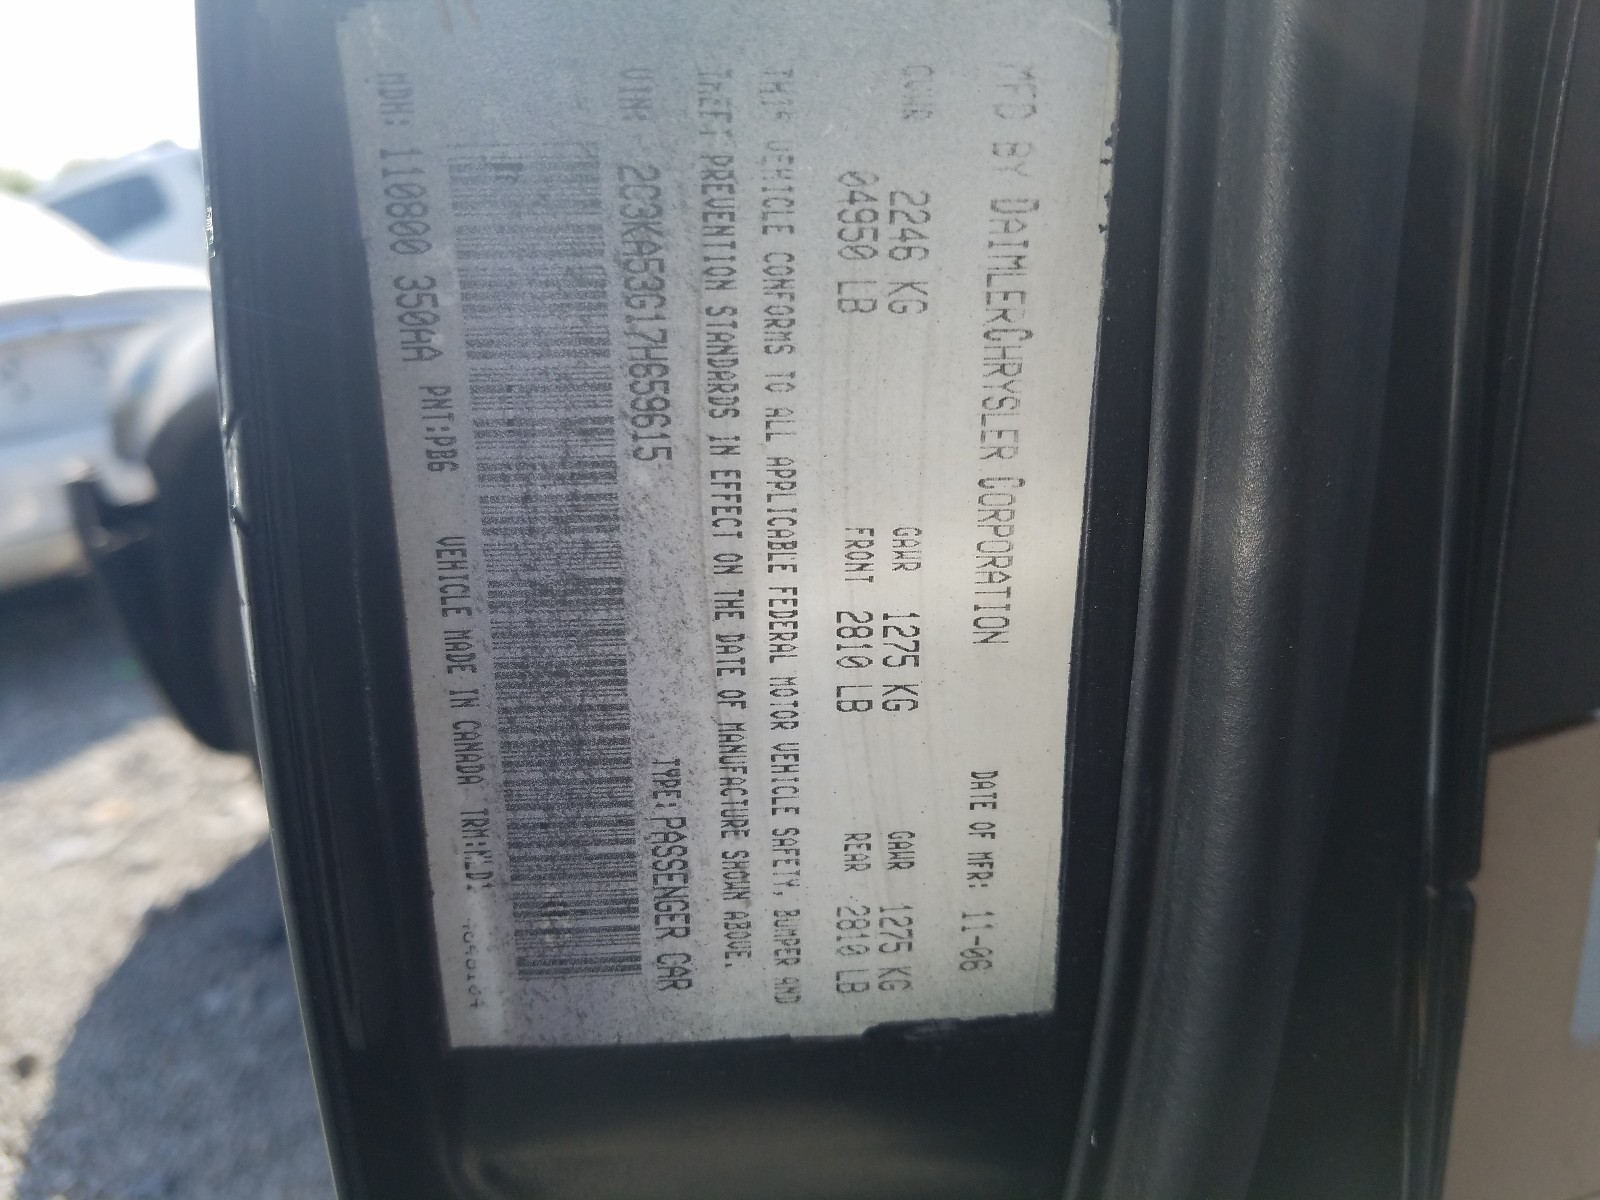 MFD BY DAIMLERCHRYSLER CORPORATION DATE OF MFR: 11-06
GVWR 2246 KG GAWR 1275 KG GAWR 1275 KG
04950 LB FRONT 2810 LB REAR 2810 LB
THIS VEHICLE CONFORMS TO ALL APPLICABLE FEDERAL MOTOR VEHICLE SAFETY, BUMPER AND
THEFT PREVENTION STANDARDS IN EFFECT ON THE DATE OF MANUFACTURE SHOWN ABOVE.
VIN: 2C3KA53G17H659615 TYPE: PASSENGER CAR
MDH: 110800 350AA PNT:PB6 VEHICLE MADE IN CANADA TRM: